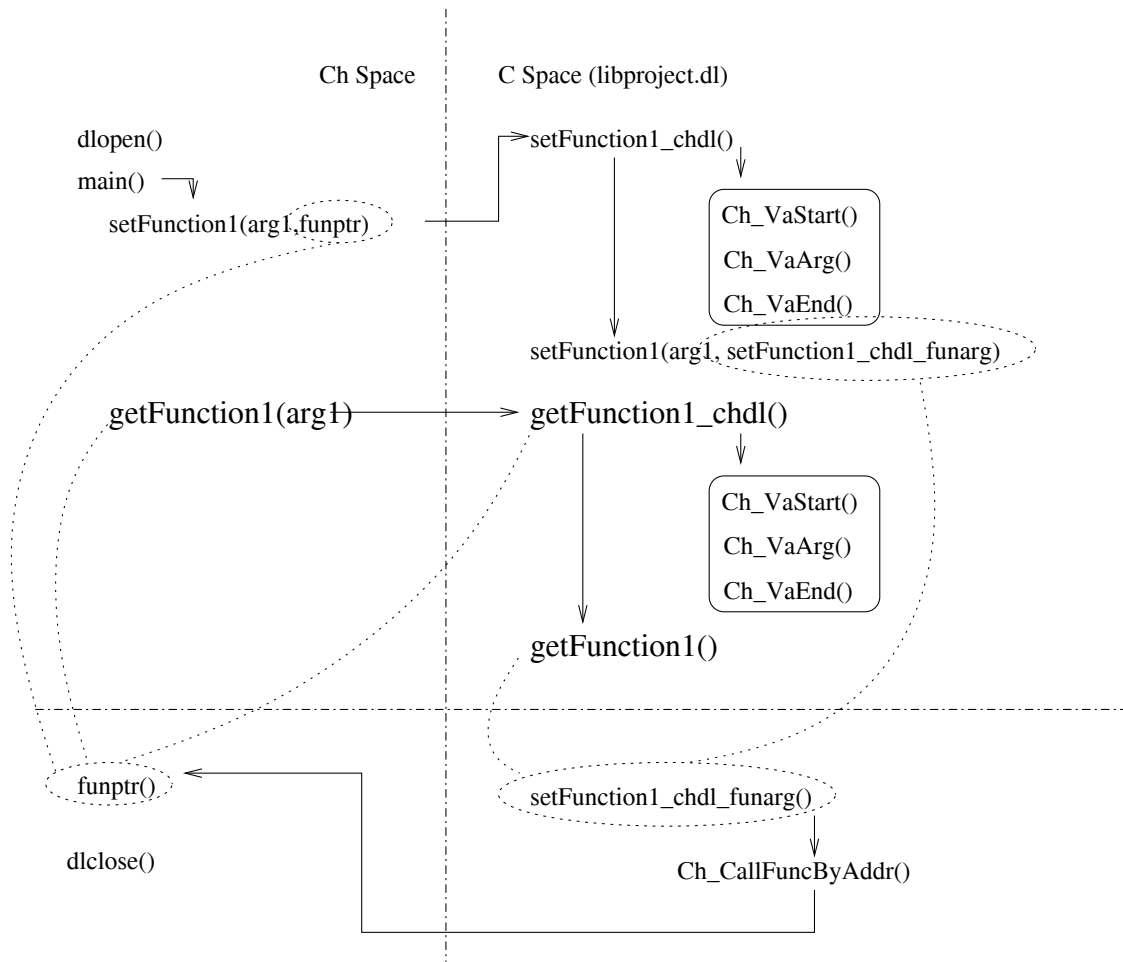 Ch Space
C Space (libproject.dl)
dlopen()
setFunction1_chdl()
main()
setFunction1(arg1,funptr)
Ch_VaStart()
Ch_VaArg()
Ch_VaEnd()
setFunction1(arg1, setFunction1_chdl_funarg)
getFunction1(arg1)
getFunction1_chdl()
Ch_VaStart()
Ch_VaArg()
Ch_VaEnd()
getFunction1()
funptr()
setFunction1_chdl_funarg()
dlclose()
Ch_CallFuncByAddr()